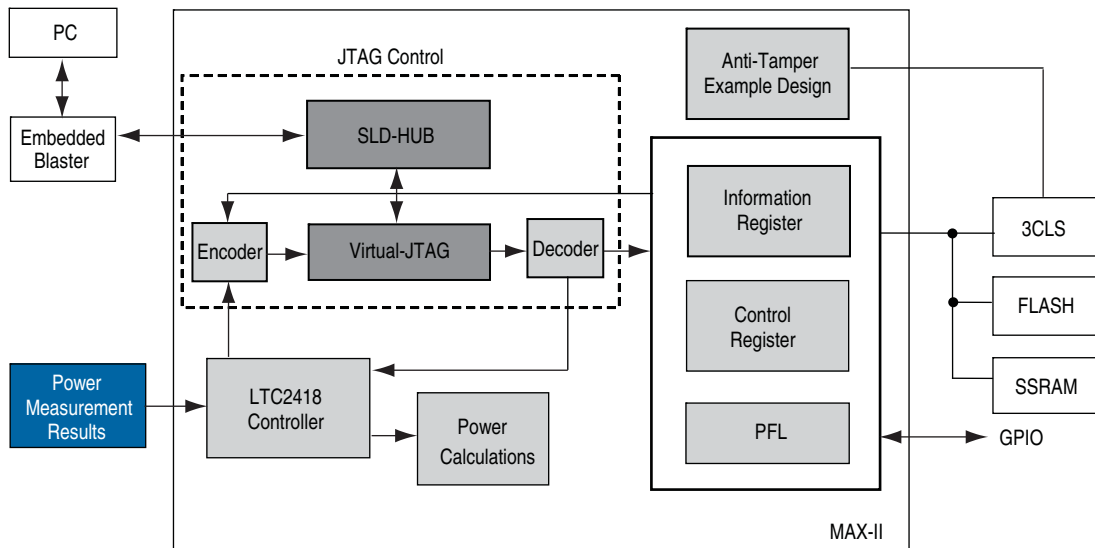 PC
JTAG Control
Anti-Tamper
Example Design
Embedded
Blaster
SLD-HUB
Information
Register
3CLS
Encoder
Virtual-JTAG
Decoder
FLASH
Control
Register
Power
Measurement
Results
LTC2418
Controller
SSRAM
Power
Calculations
PFL
GPIO
MAX-II